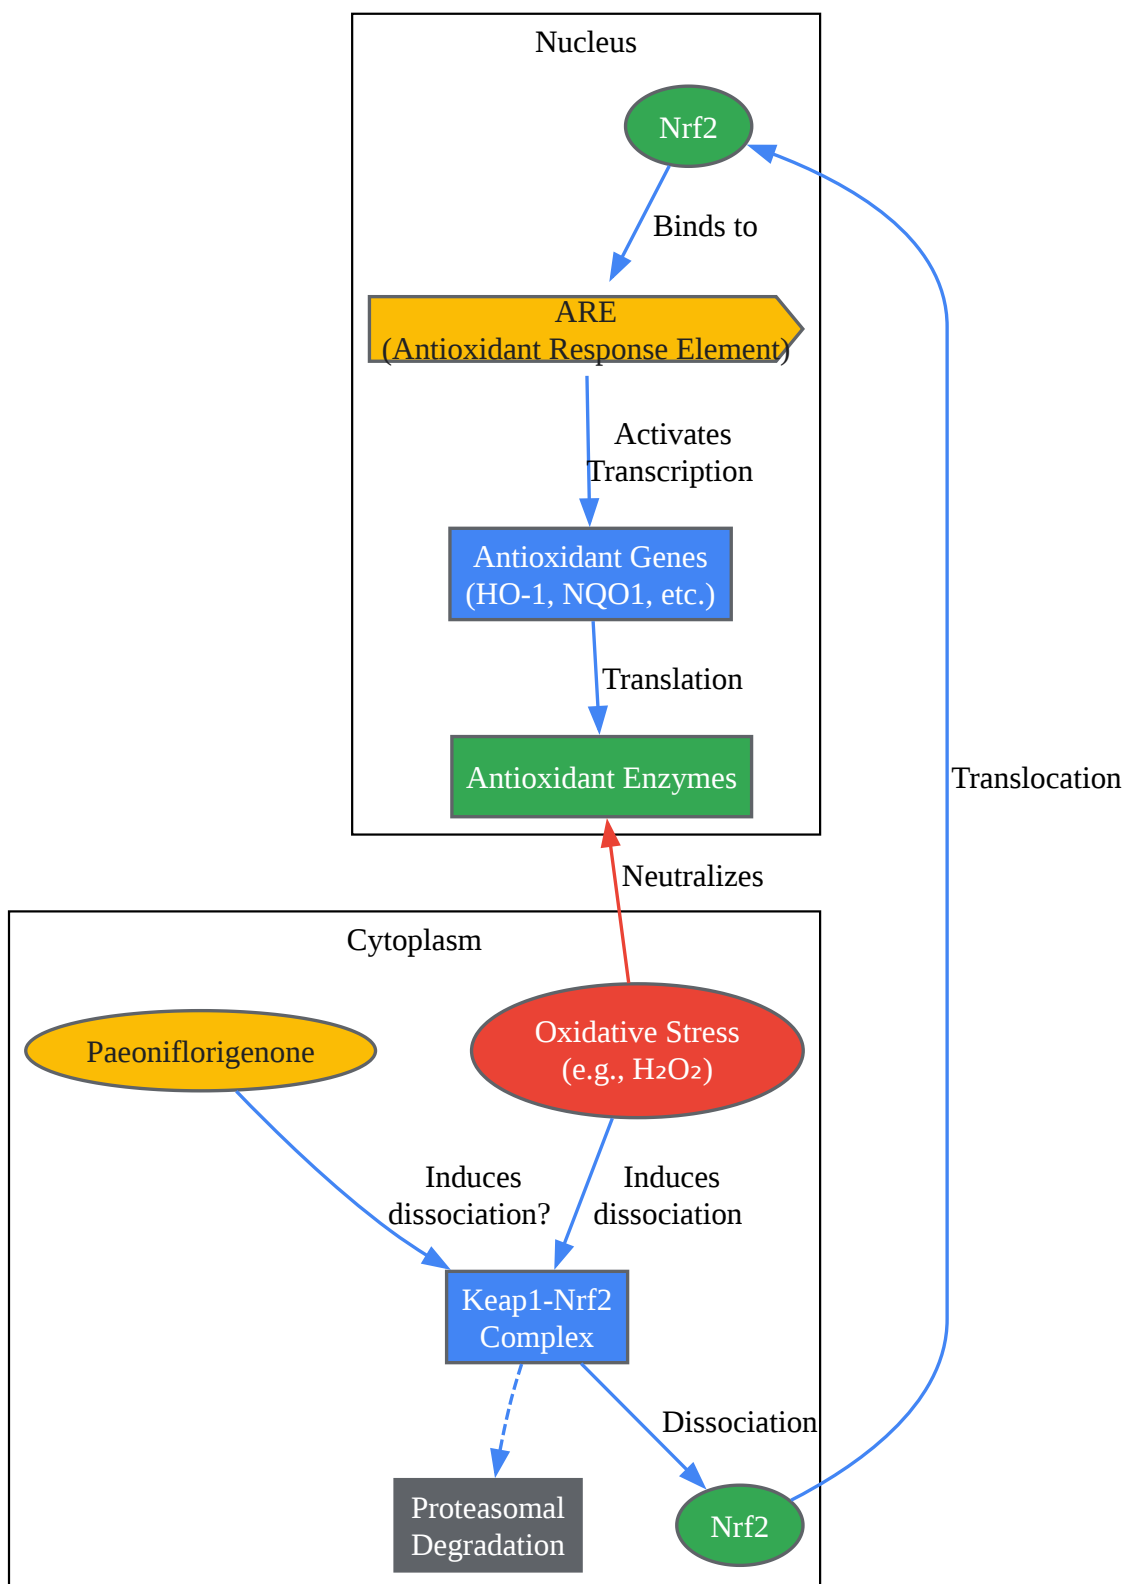 Nucleus
Nrf2
Binds to
ARE
(Antioxidant Response Element)
Activates
Transcription
Antioxidant Genes
(HO-1, NQO1, etc.)
Translation
Antioxidant Enzymes
Translocation
Neutralizes
Cytoplasm
Paeoniflorigenone
Oxidative Stress
(e.g., H₂O₂)
Induces
dissociation?
Induces
dissociation
Keap1-Nrf2
Complex
Dissociation
Proteasomal
Degradation
Nrf2